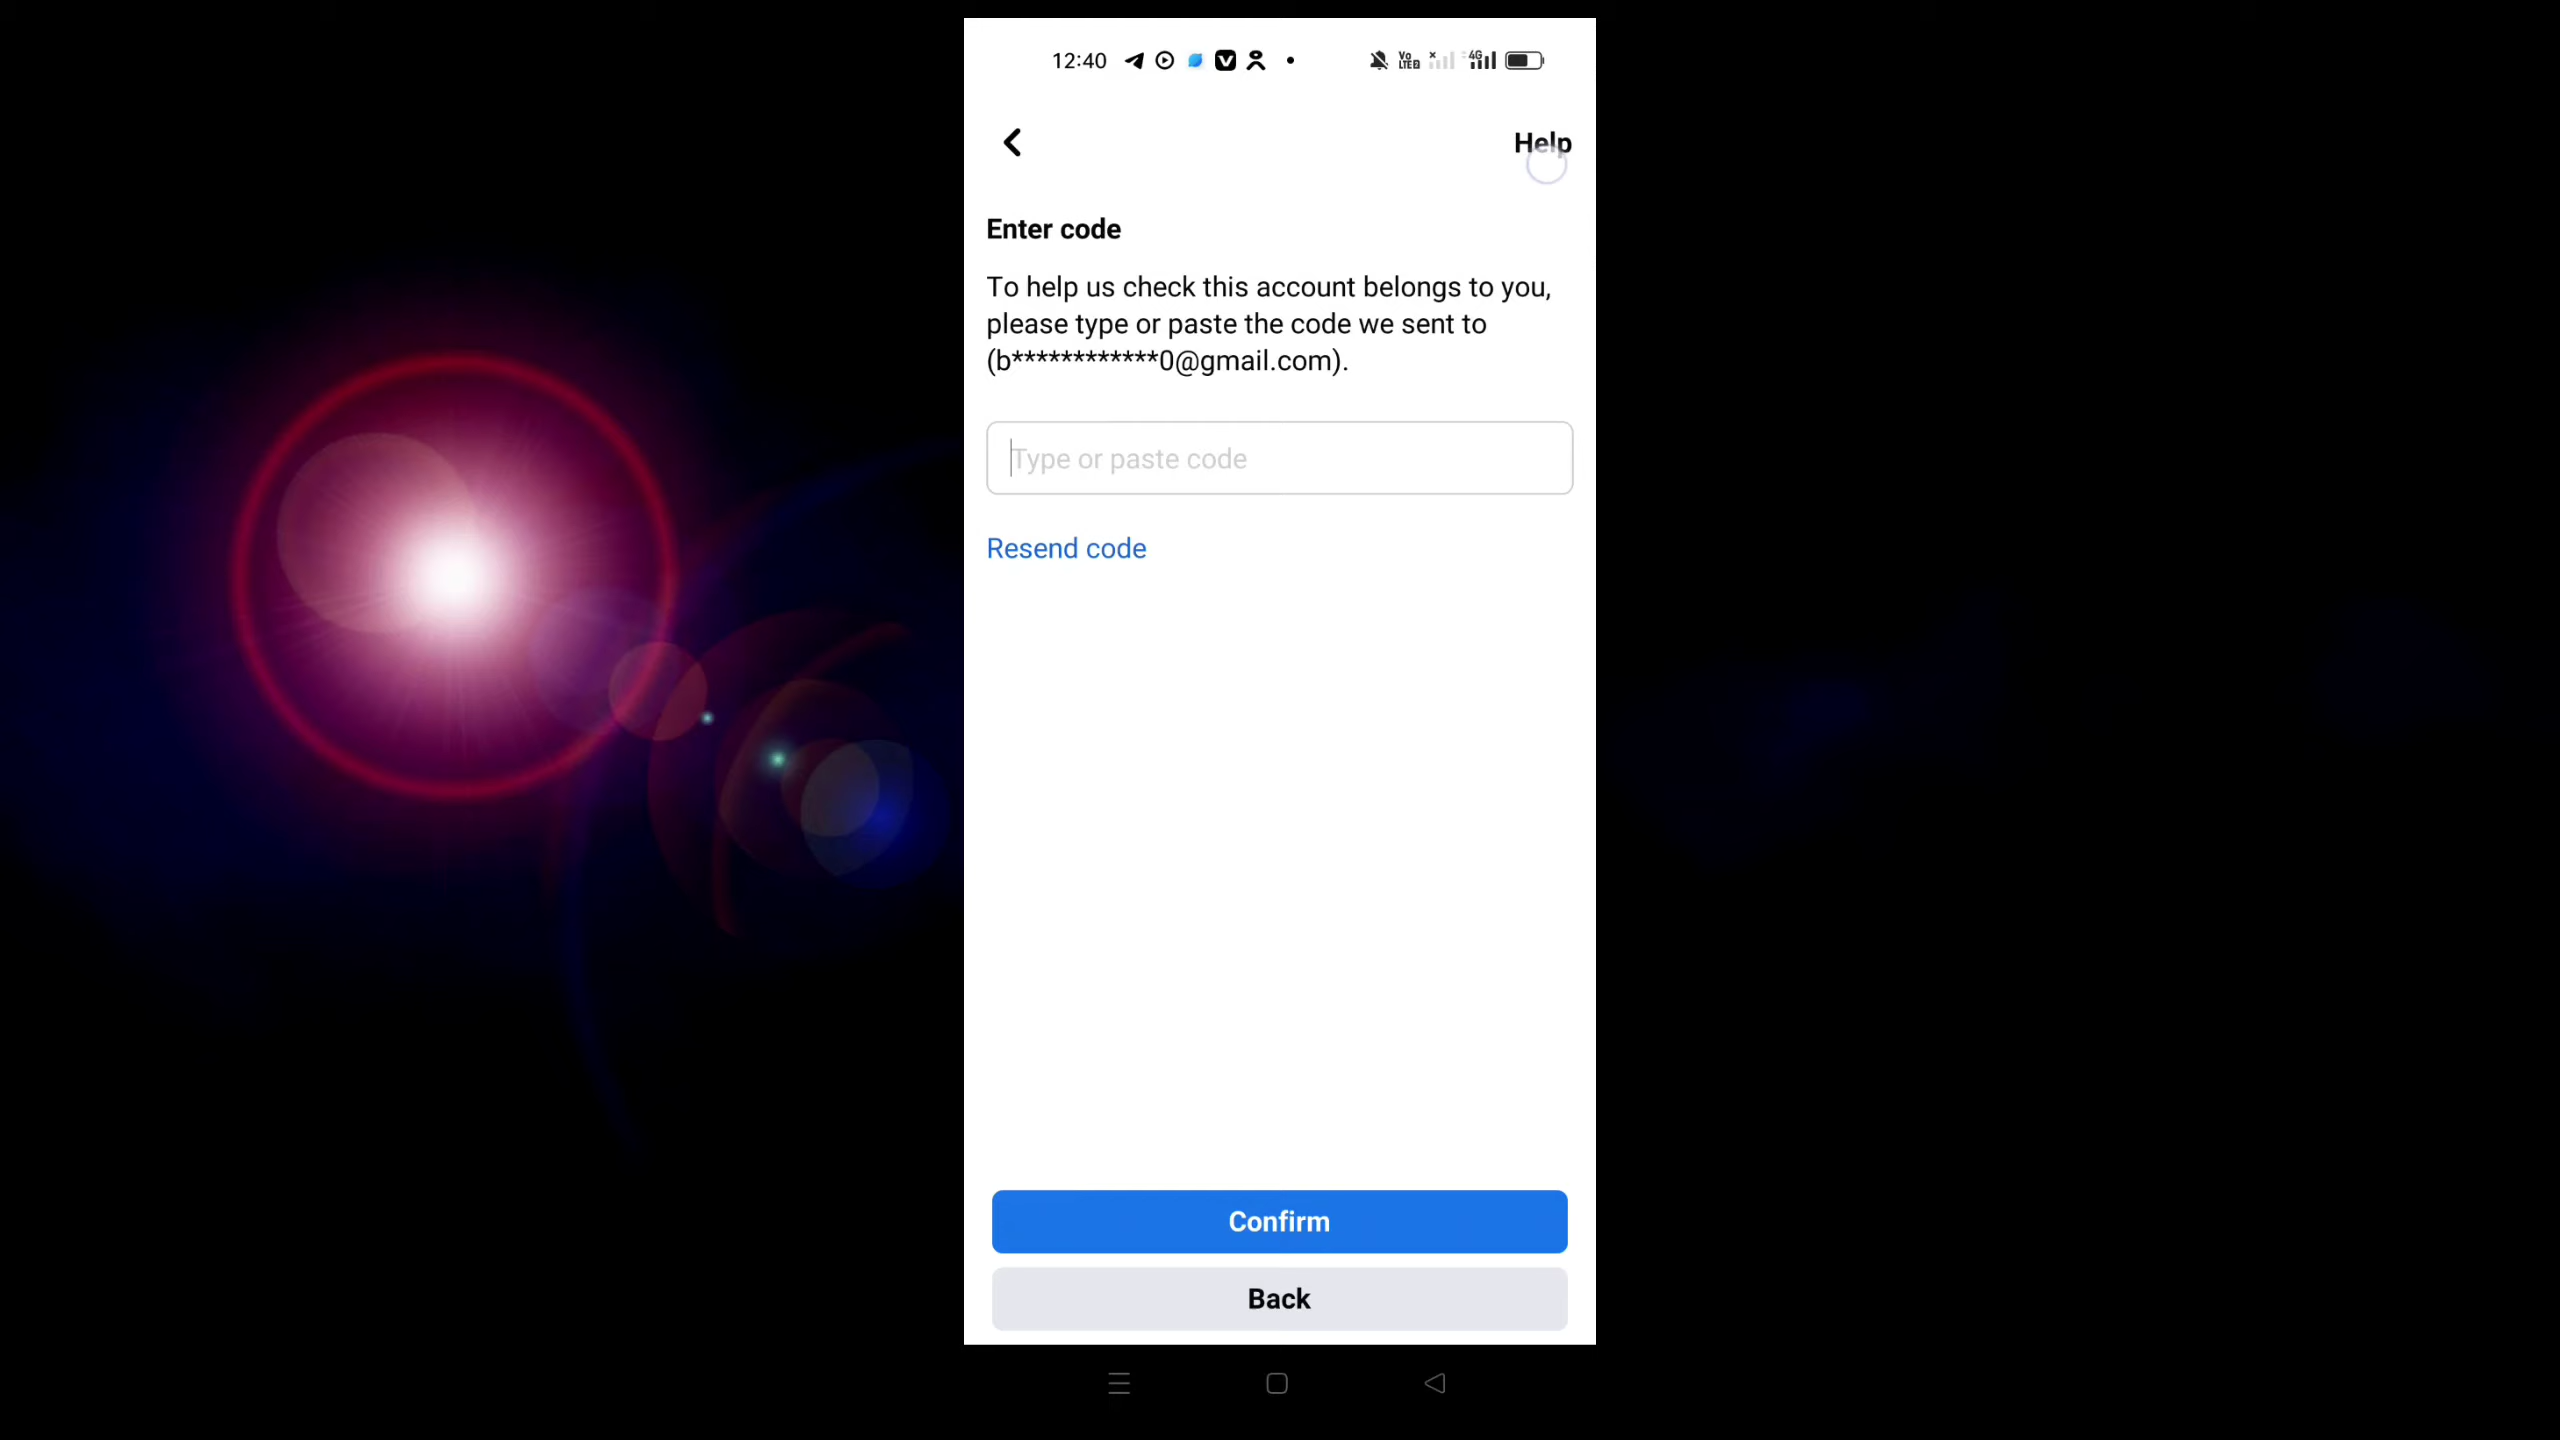 12:40
Help
Enter code
To help us check this account belongs to you,
please type or paste the code we sent to
(b************0@gmail.com).
Type or paste code
Resend code
Confirm
Back